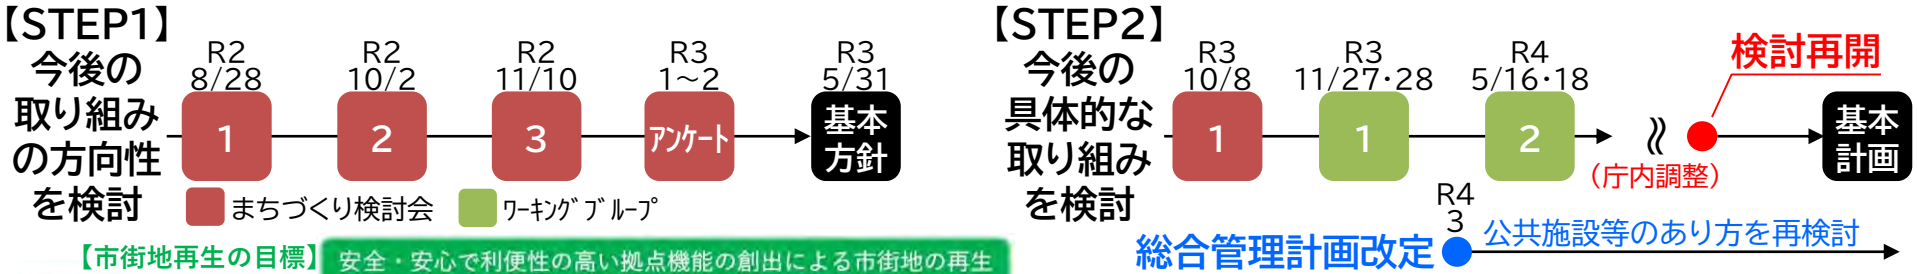 【STEP1】
今後の
取り組み
の方向性
を検討
R2
8/28
1
R2
10/2
2
R2
11/10
3
R3
1～2
アンケート
R3
5/31
基本
方針
まちづくり検討会
ワーキングブループ
【市街地再生の目標】
安全・安心で利便性の高い拠点機能の創出による市街地の再生
【STEP2】
今後の
具体的な
取り組み
を検討
R3
10/8
1
R3
11/27・28
1
R4
5/16・18
2
(庁内調整)
検討再開
基本
計画
R4
3
総合管理計画改定
公共施設等のあり方を再検討